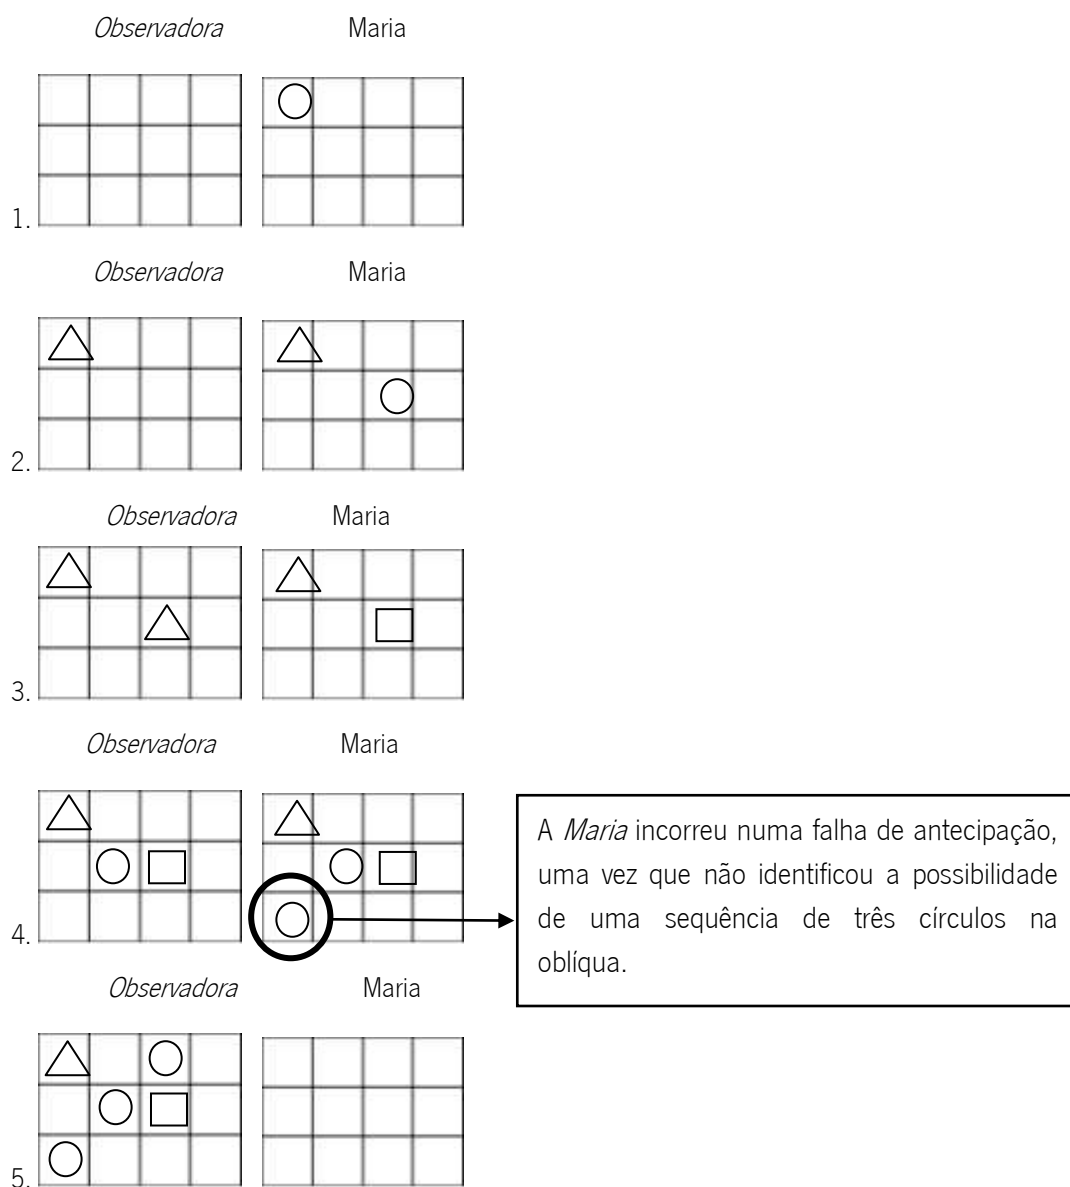 Observadora Maria
1.
Observadora Maria
2.
Observadora Maria
3.
Observadora Maria
4.
A Maria incorreu numa falha de antecipação,
uma vez que não identificou a possibilidade
de uma sequência de três círculos na
oblíqua.
Observadora Maria
5.